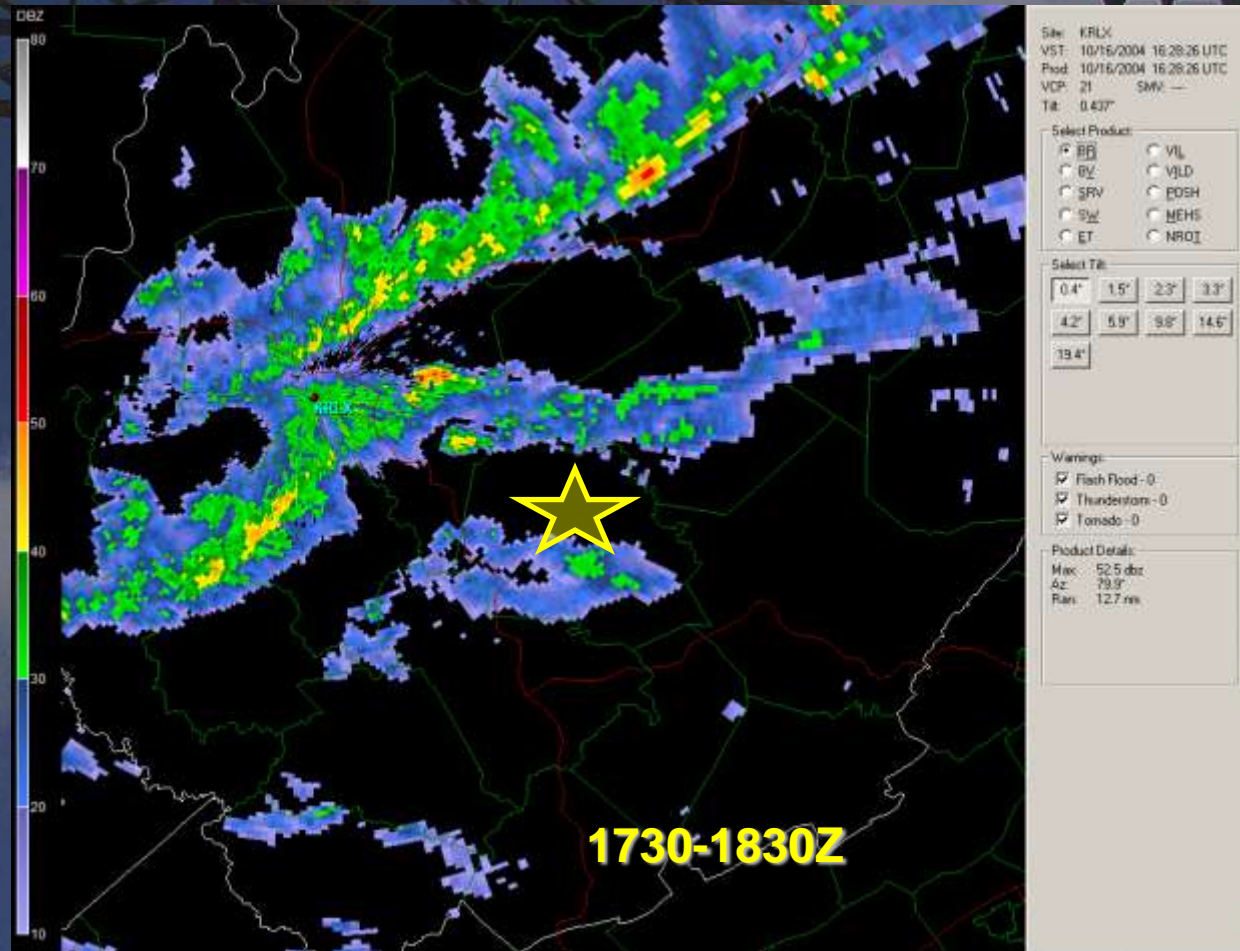 DBZ
80
70
60
50
40
30
20
10
KRLX
1730-1830Z
Site: KRLX
VST: 10/16/2004 16:28:26 UTC
Prod: 10/16/2004 16:28:26 UTC
VCP: 21 SMV: ---
Tilt: 0.437°
Select Product:
BR VIL
BV VILD
SRV POSH
SW MEHS
ET NROT
Select Tilt:
0.4° 1.5° 2.3° 3.3°
4.2° 5.9° 9.8° 14.6°
19.4°
Warnings:
Flash Flood - 0
Thunderstorm - 0
Tornado - 0
Product Details:
Max: 52.5 dbz
Az: 79.9°
Ran: 12.7 nm